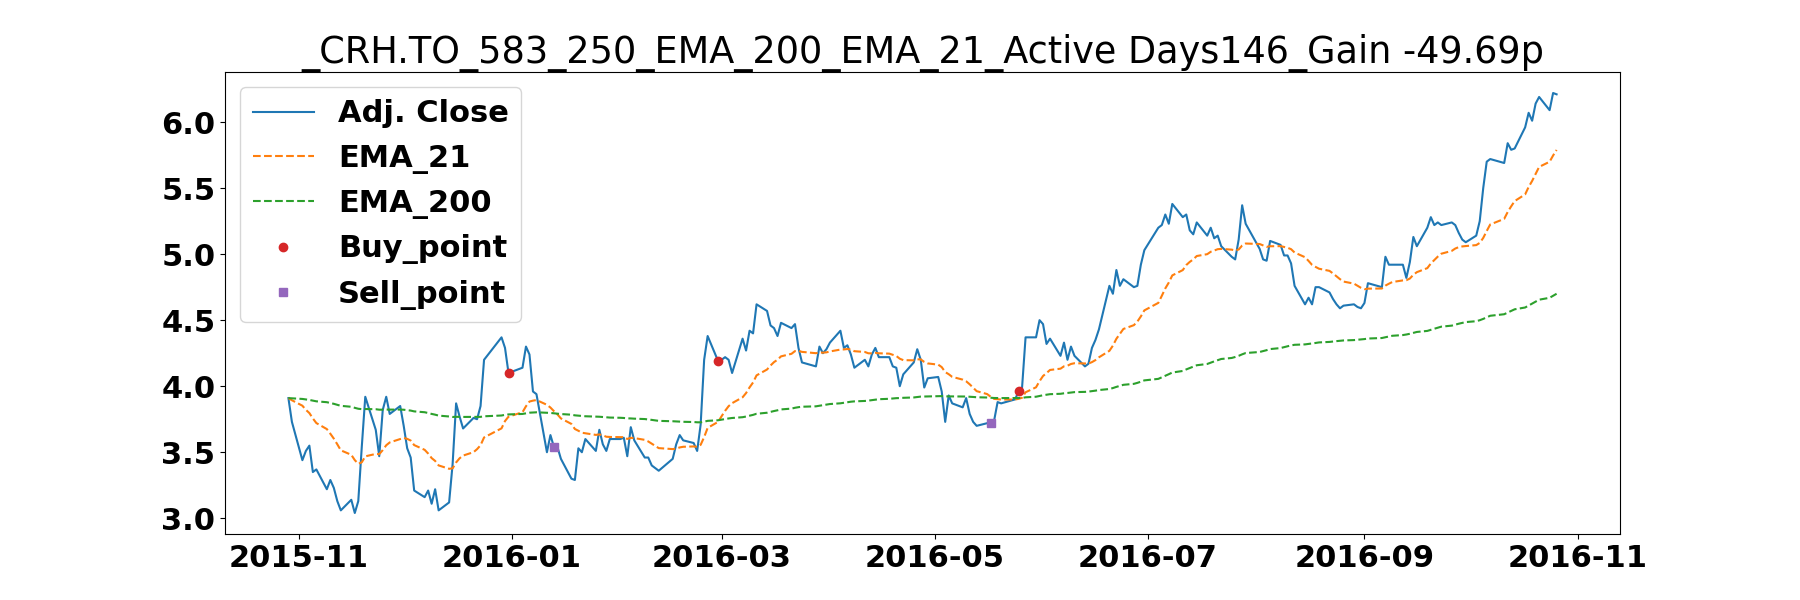 _CRH.TO_583_250_EMA_200_EMA_21_Active Days146_Gain -49.69p
Adj. Close
EMA_21
EMA_200
Buy_point
Sell_point
6.0
5.5
5.0
4.5
4.0
3.5
3.0
2015-11 2016-01 2016-03 2016-05 2016-07 2016-09 2016-11